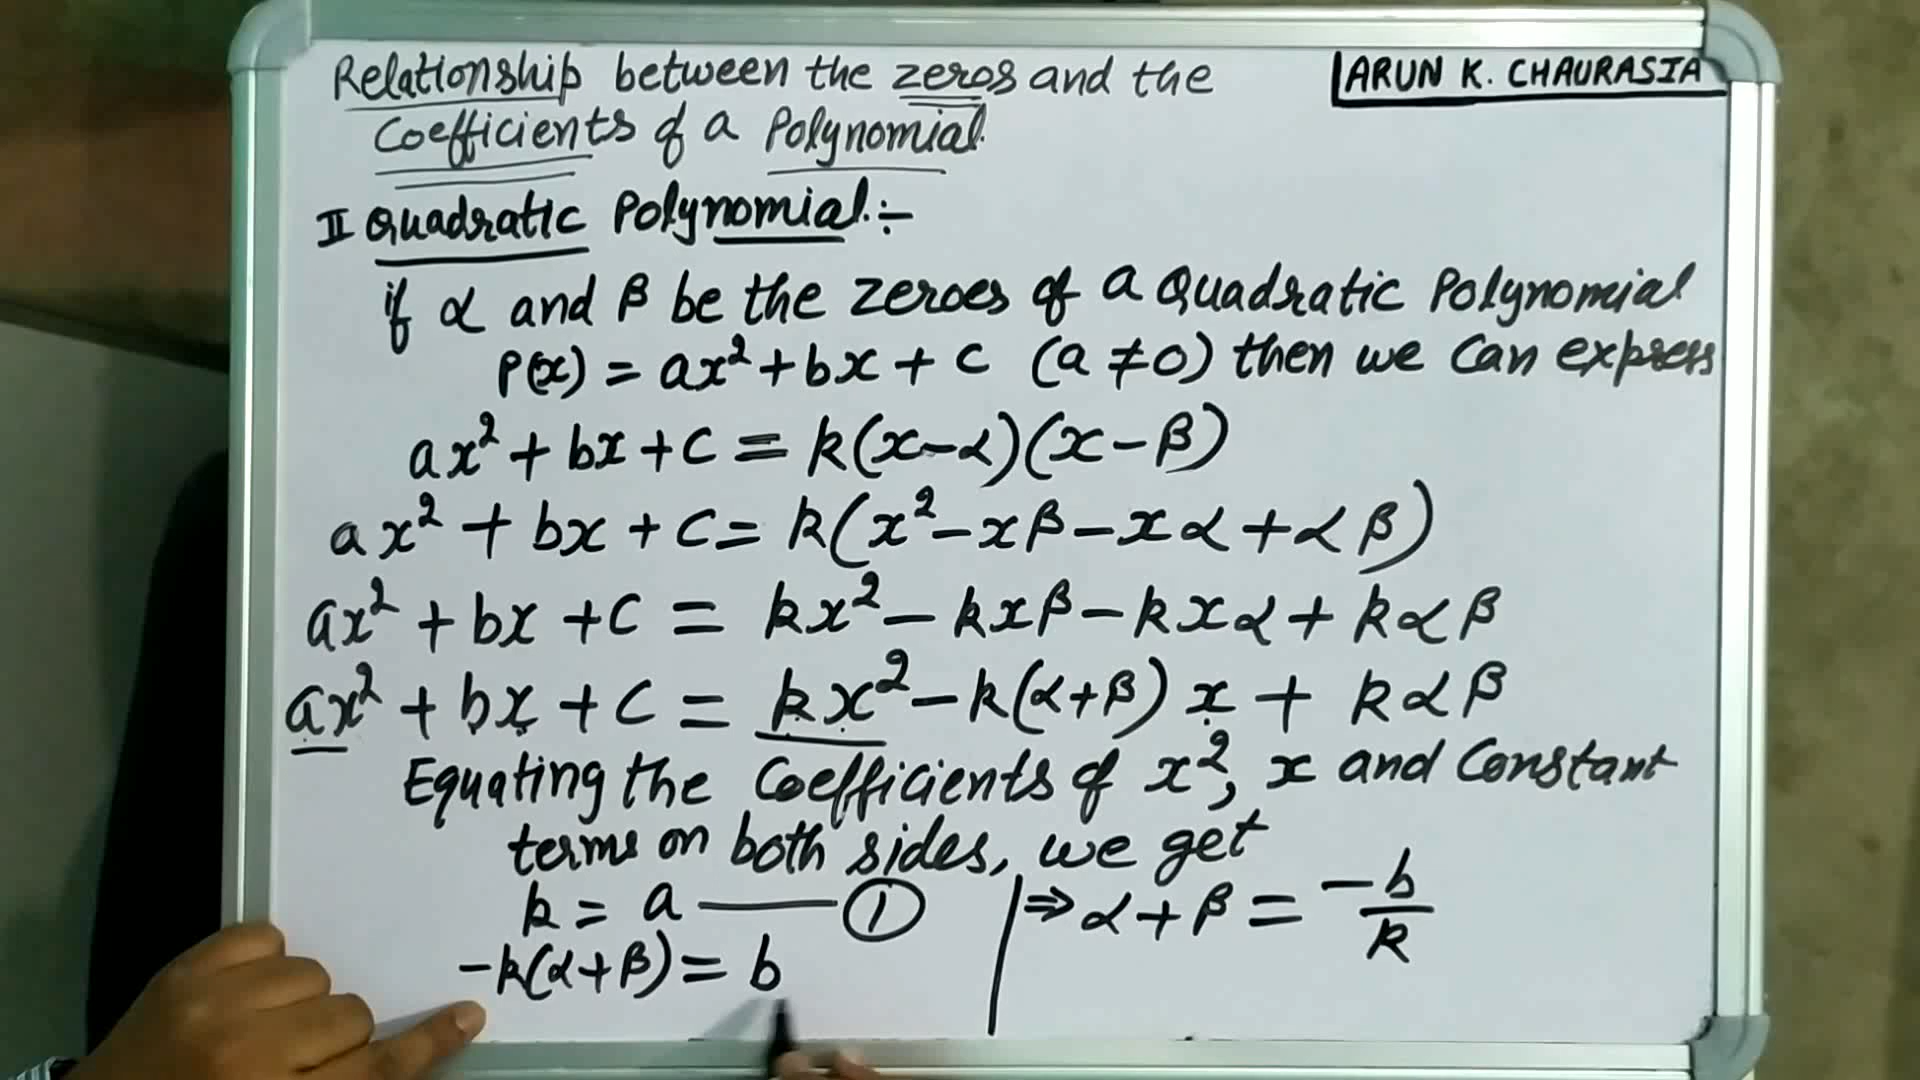 Relationship between the zeros and the
ARUN K. CHAURASIA
Coefficients of a Polynomial
II Quadratic Polynomial:-
if α and β be the zeroes of a Quadratic Polynomial
P(x) = ax² + bx + c (a ≠ 0) then we can express
ax² + bx + c = k(x-α)(x-β)
ax² + bx + c = k(x² - xβ - xα + αβ)
ax² + bx + c = kx² - kxβ - kxα + kαβ
ax² + bx + c = kx² - k(α+β) x + kαβ
Equating the Coefficients of x², x and Constant
terms on both sides, we get
k = a —— ①
-k(α+β) = b
⇒ α + β = -b/k